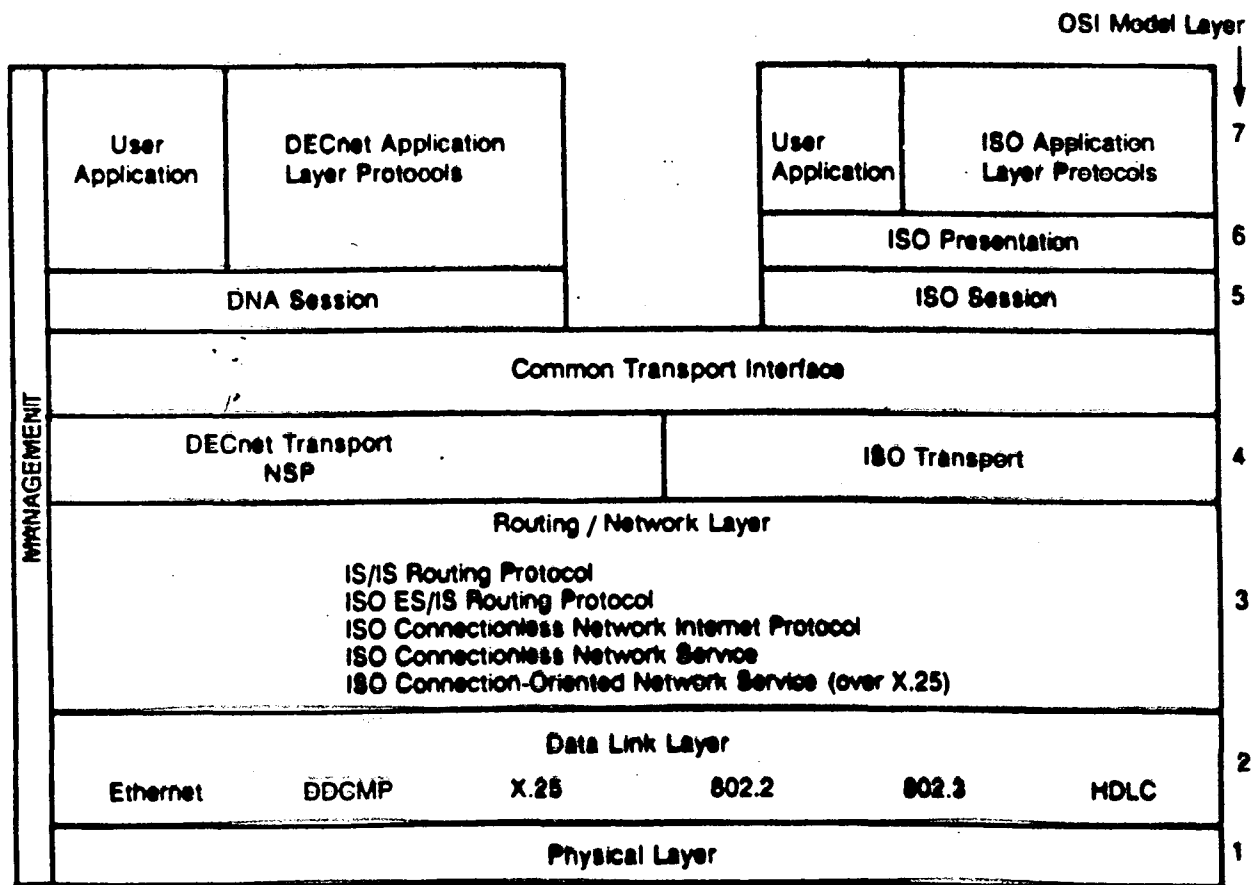 OSI Model Layer
User
Application
DECnet Application
Layer Protocols
User
Application
ISO Application
Layer Protocols
7
ISO Presentation
6
DNA Session
ISO Session
5
Common Transport Interface
MANAGEMENT
DECnet Transport
NSP
ISO Transport
4
Routing / Network Layer
IS/IS Routing Protocol
ISO ES/IS Routing Protocol
ISO Connectionless Network Internet Protocol
ISO Connectionless Network Service
ISO Connection-Oriented Network Service (over X.25)
3
Data Link Layer
2
Ethernet DDCMP X.25 802.2 802.3 HDLC
Physical Layer
1